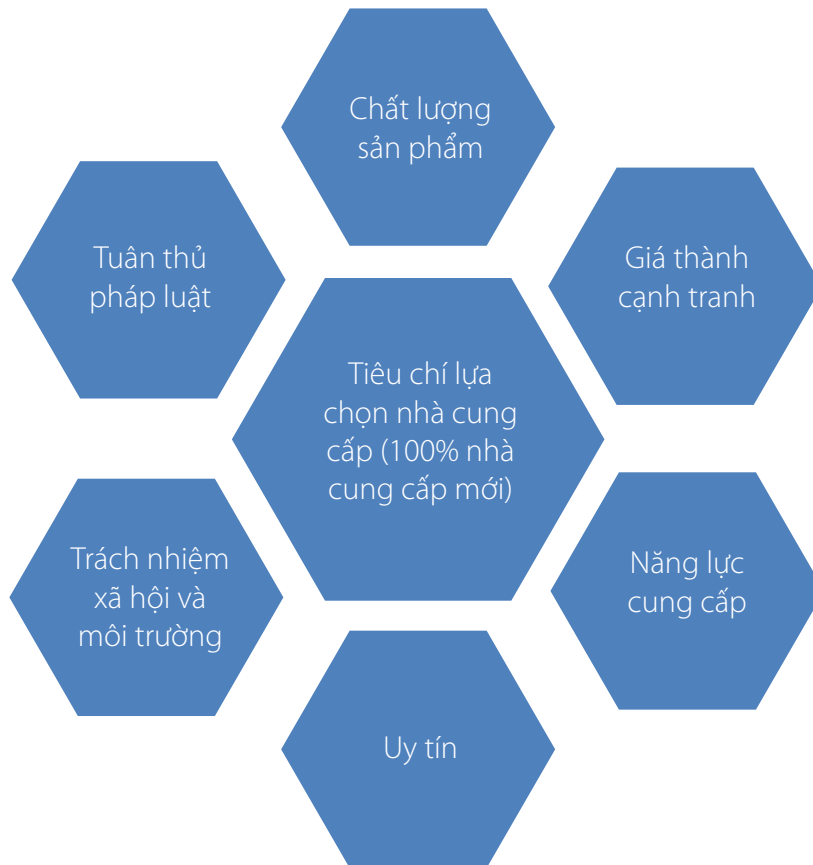 Chất lượng
sản phẩm
Tuân thủ
pháp luật
Giá thành
cạnh tranh
Tiêu chí lựa
chọn nhà cung
cấp (100% nhà
cung cấp mới)
Trách nhiệm
xã hội và
môi trường
Năng lực
cung cấp
Uy tín